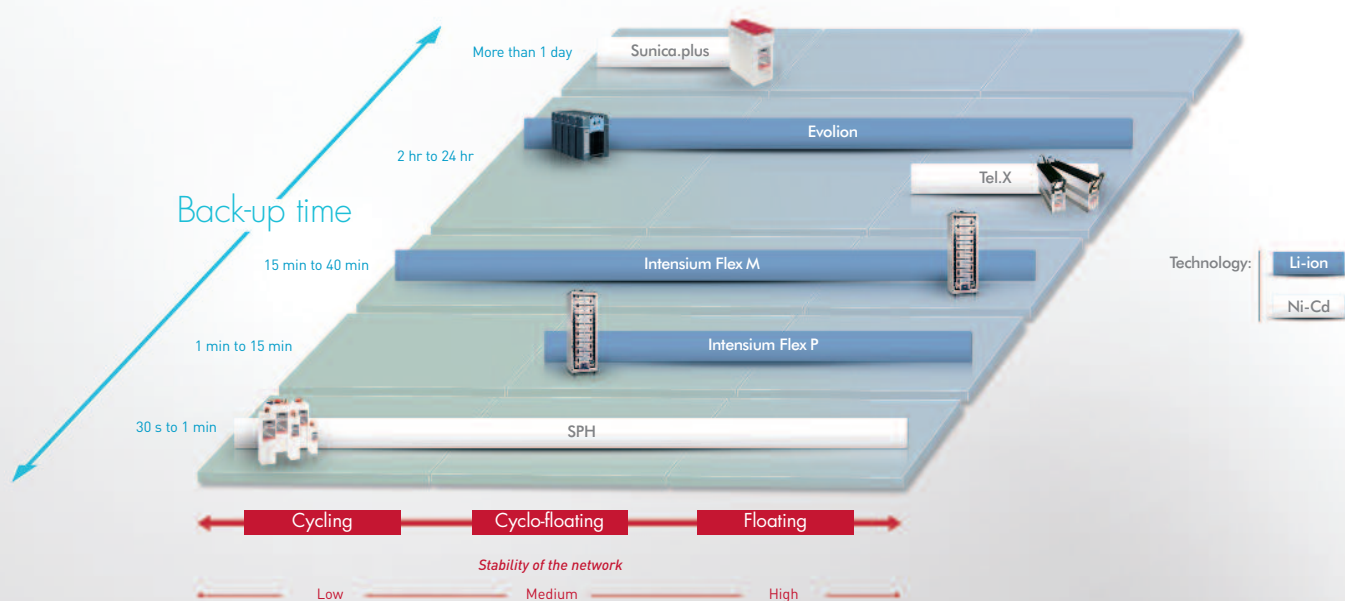 More than 1 day
Sunica.plus
Evolion
2 hr to 24 hr
Tel.X
Back-up time
15 min to 40 min
Intensium Flex M
Technology:
Li-ion
Ni-Cd
1 min to 15 min
Intensium Flex P
30 s to 1 min
SPH
Cycling
Cyclo-floating
Floating
Stability of the network
Low
Medium
High